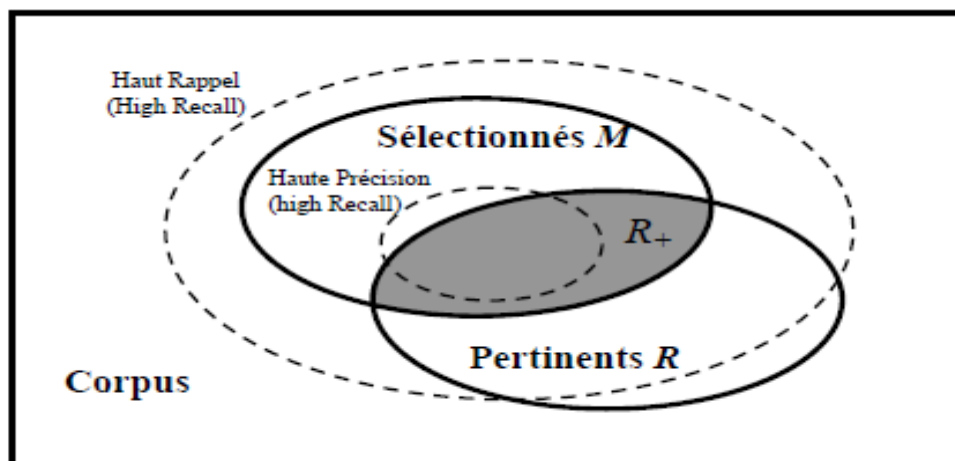 Haut Rappel
(High Recall)
Sélectionnés M
Haute Précision
(high Recall)
R+
Pertinents R
Corpus